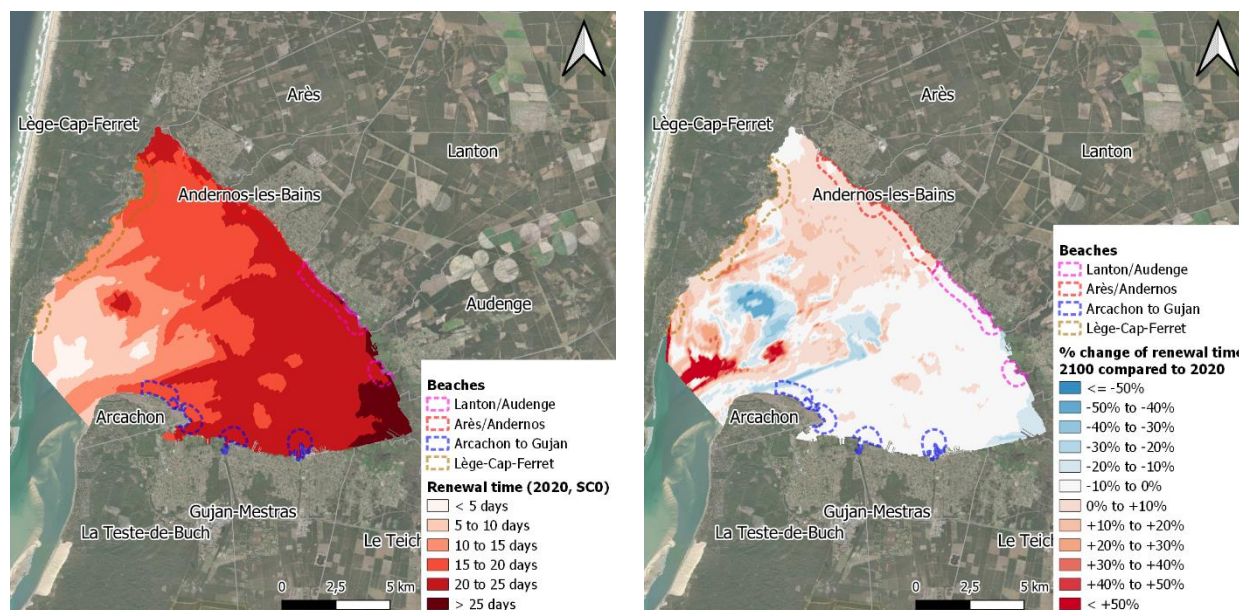 Arès
Lège-Cap-Ferret
Lanton
Andernos-les-Bains
Audenge
Arcachon
Gujan-Mestras
La Teste-de-Buch
Le Teich
Beaches
Lanton/Audenge
Arès/Andernos
Arcachon to Gujan
Lège-Cap-Ferret
Renewal time (2020, SC0)
< 5 days
5 to 10 days
10 to 15 days
15 to 20 days
20 to 25 days
> 25 days
0 2,5 5 km
Arès
Lège-Cap-Ferret
Lanton
Andernos-les-Bains
Arcachon
Gujan-Mestras
La Teste-de-Buch
Le Teich
Beaches
Lanton/Audenge
Arès/Andernos
Arcachon to Gujan
Lège-Cap-Ferret
% change of renewal time
2100 compared to 2020
<= -50%
-50% to -40%
-40% to -30%
-30% to -20%
-20% to -10%
-10% to 0%
0% to +10%
+10% to +20%
+20% to +30%
+30% to +40%
+40% to +50%
< +50%
0 2,5 5 km